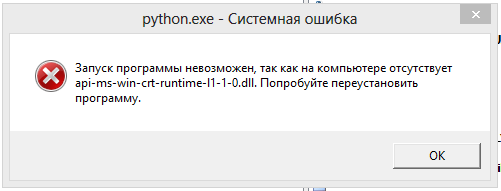 python.exe - Системная ошибка
Запуск программы невозможен, так как на компьютере отсутствует
api-ms-win-crt-runtime-l1-1-0.dll. Попробуйте переустановить
программу.
ОК